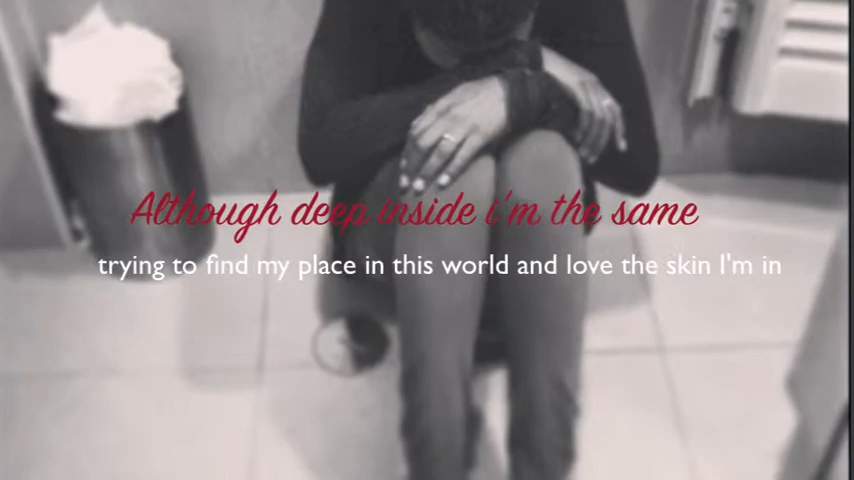 Although deep inside i'm the same
trying to find my place in this world and love the skin I'm in